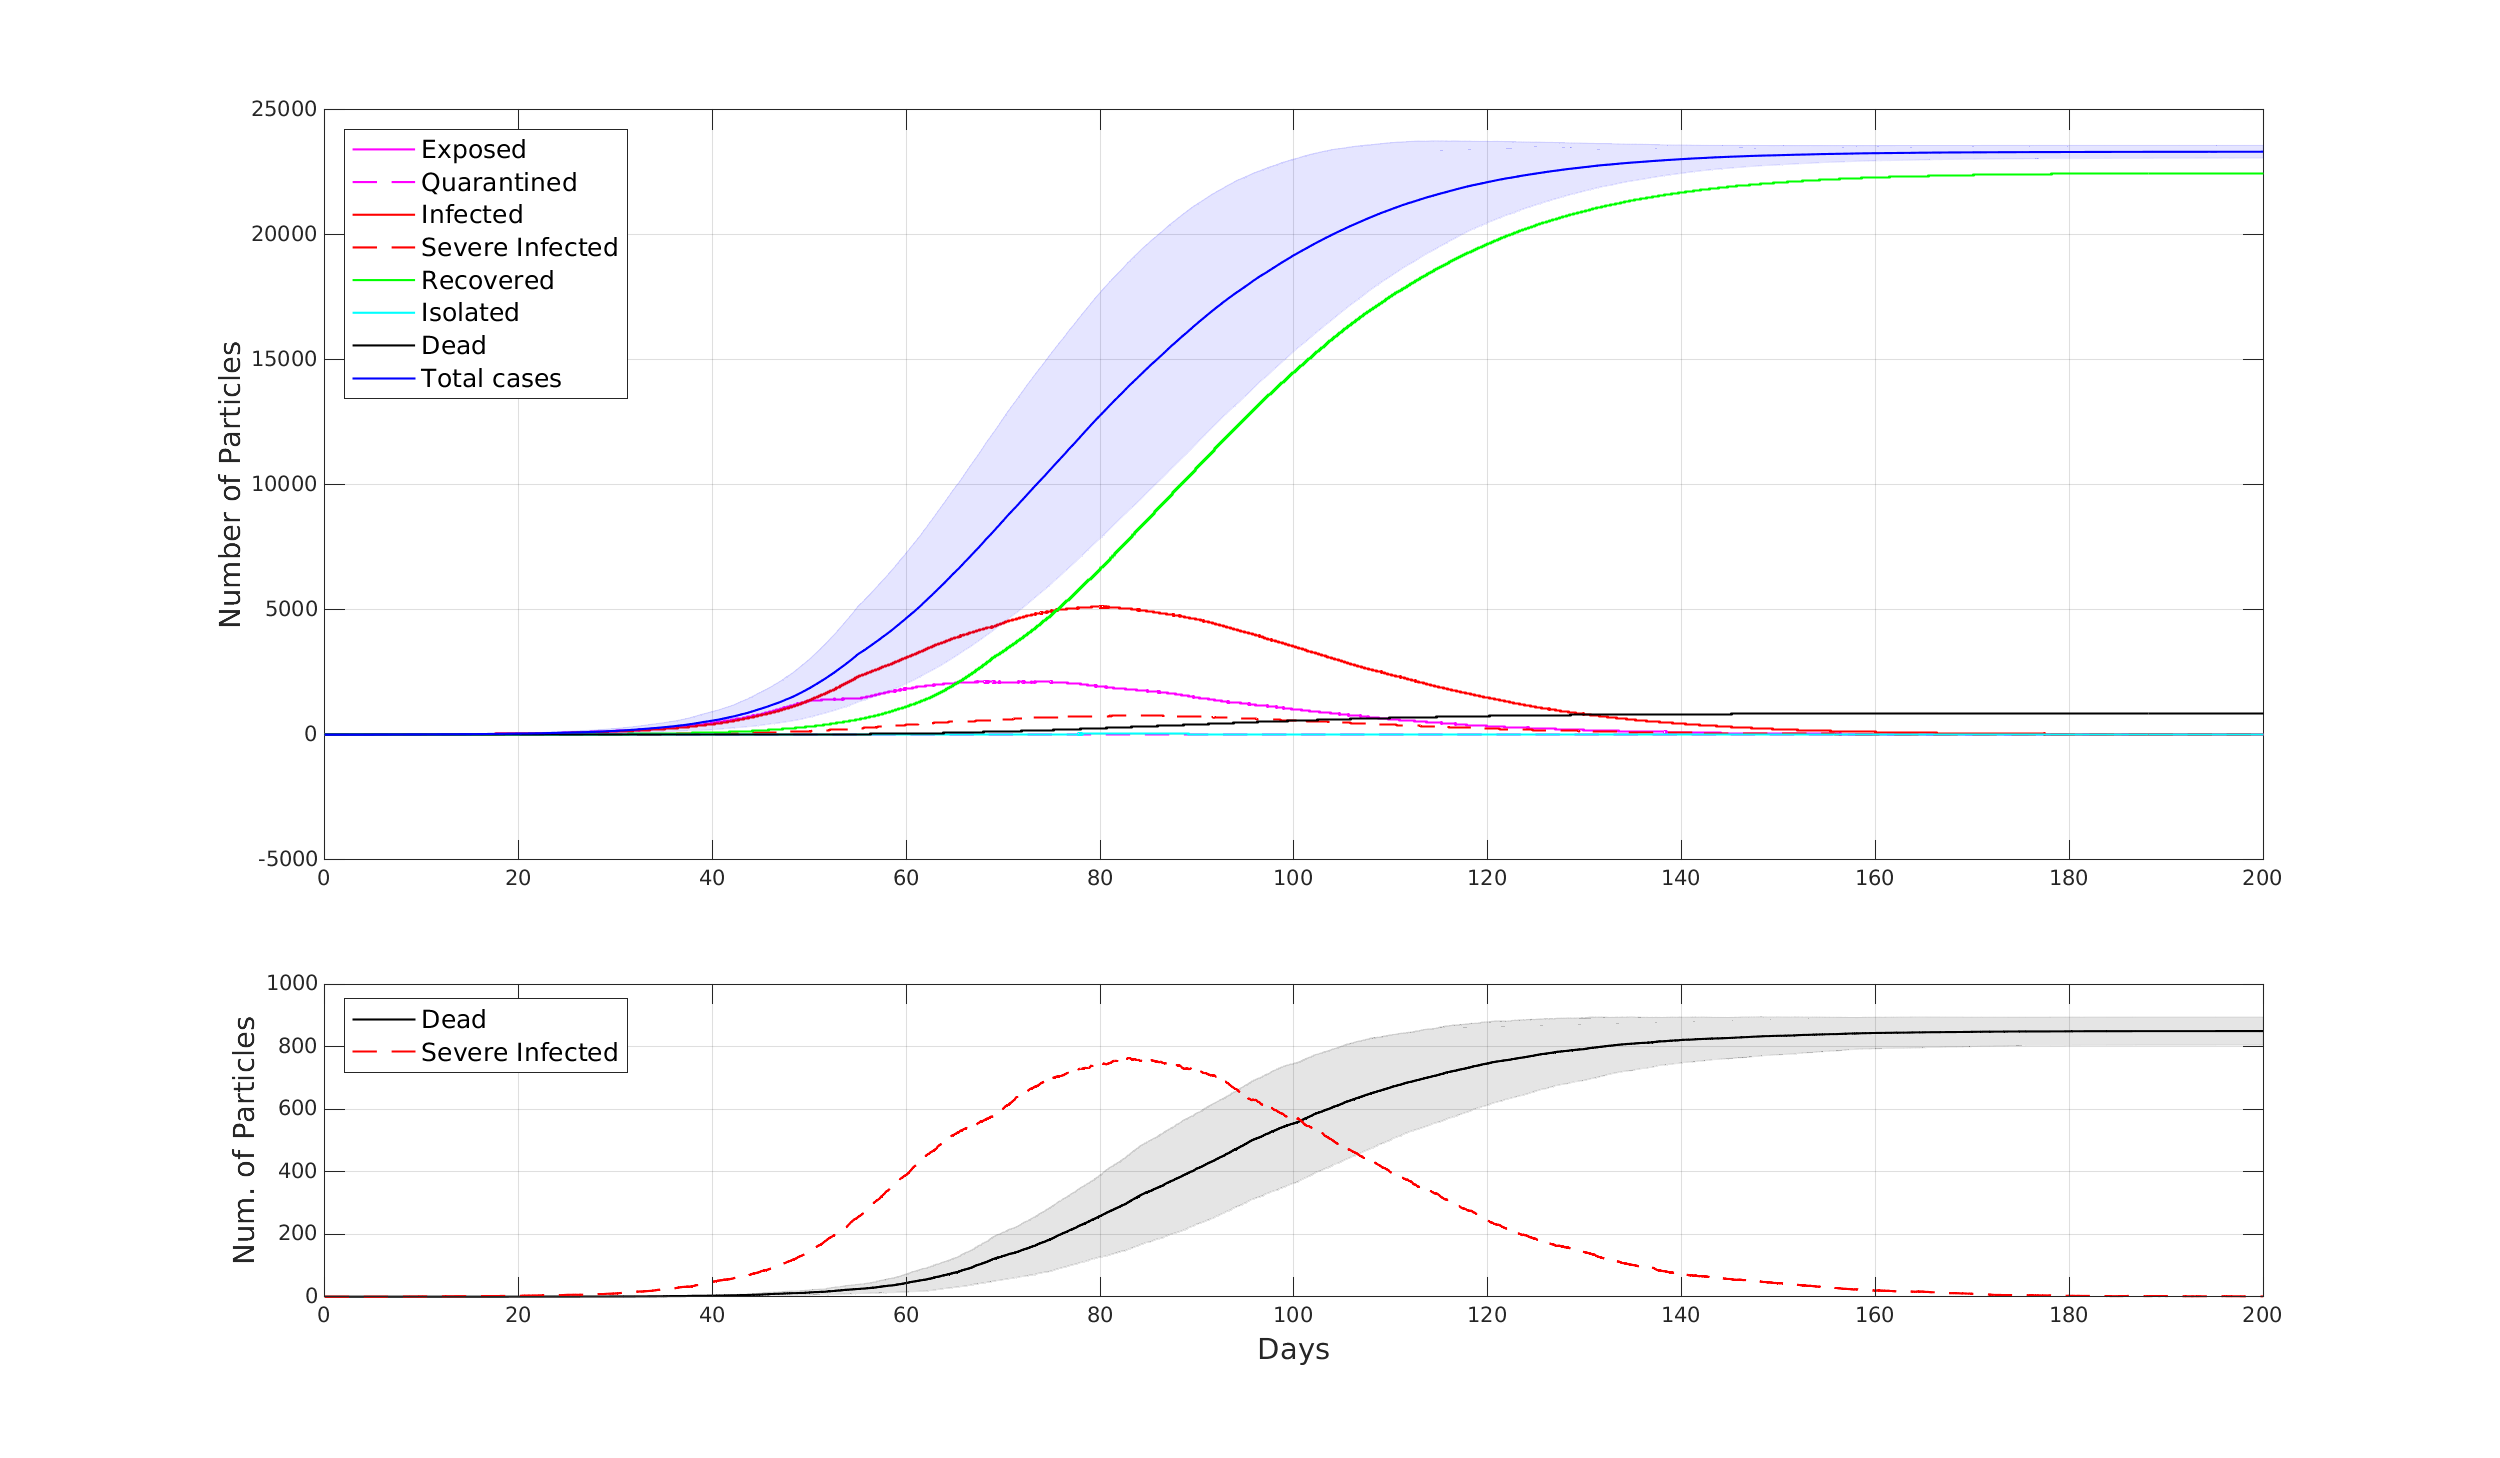 25000
20000
15000
10000
5000
0
-5000
Number of Particles
Exposed
Quarantined
Infected
Severe Infected
Recovered
Isolated
Dead
Total cases
0 20 40 60 80 100 120 140 160 180 200
1000
800
600
400
200
0
Num. of Particles
Dead
Severe Infected
0 20 40 60 80 100 120 140 160 180 200
Days